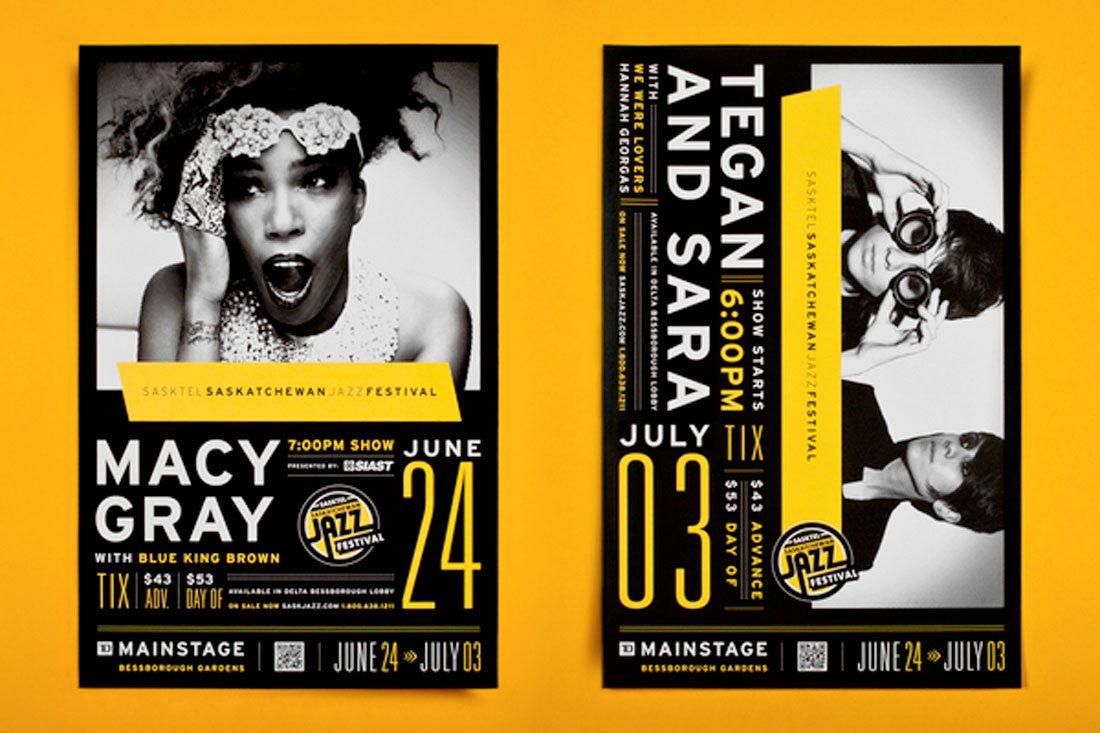 SASKTELSASKATCHEWANJAZZFESTIVAL
MACY
GRAY
WITH BLUE KING BROWN
7:00PM SHOW
PRESENTED BY: SIAST
SASKTEL
SASKATCHEWAN
JAZZ
FESTIVAL
JUNE
24
TIX
$43
ADV.
$53
DAY OF
AVAILABLE IN DELTA BESSBOROUGH LOBBY
ON SALE NOW SASKJAZZ.COM 1.800.638.1211
TD MAINSTAGE
BESSBOROUGH GARDENS
JUNE 24 JULY 03
TEGAN
AND SARA
WITH
WE WERE LOVERS
HANNAH GEORGAS
SHOW STARTS
6:00PM
AVAILABLE IN DELTA BESSBOROUGH LOBBY
ON SALE NOW SASKJAZZ.COM 1.800.638.1211
SASKTELSASKATCHEWANJAZZFESTIVAL
TIX
$43 ADVANCE
$53 DAY OF
JULY
03
SASKTEL
SASKATCHEWAN
JAZZ
FESTIVAL
TD MAINSTAGE
BESSBOROUGH GARDENS
JUNE 24 JULY 03